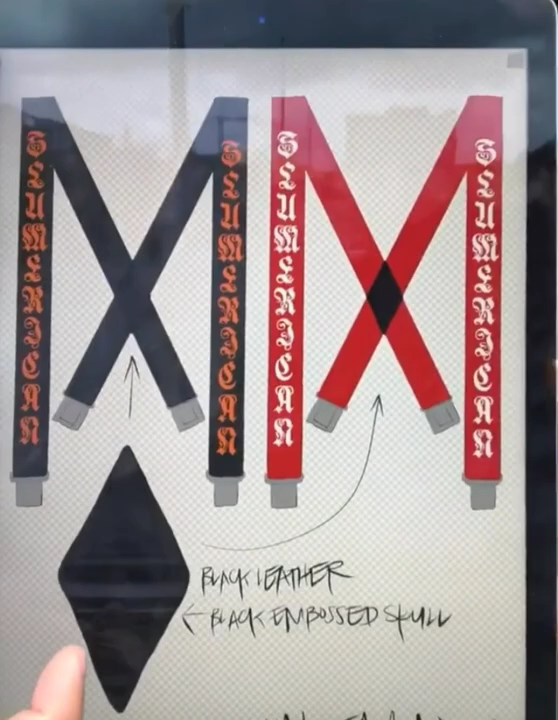 SLUMERICAN
SLUMERICAN
SLUMERICAN
SLUMERICAN
BLACK LEATHER
BLACK EMBOSSED SKULL